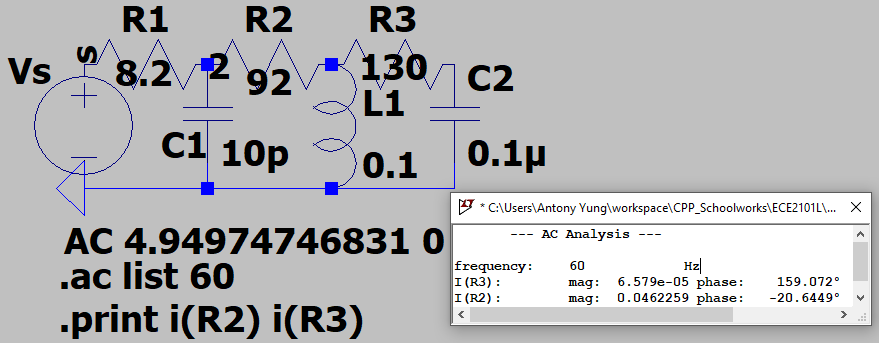 R1 R2 R3
Vs s 8.2 2 92 130 C2
L1
C1 10p 0.1 0.1µ
AC 4.94974746831 0
.ac list 60
.print i(R2) i(R3)
* C:\Users\Antony Yung\workspace\CPP_Schoolworks\ECE2101L\...
--- AC Analysis ---
frequency: 60 Hz
I(R3): mag: 6.579e-05 phase: 159.072°
I(R2): mag: 0.0462259 phase: -20.6449°